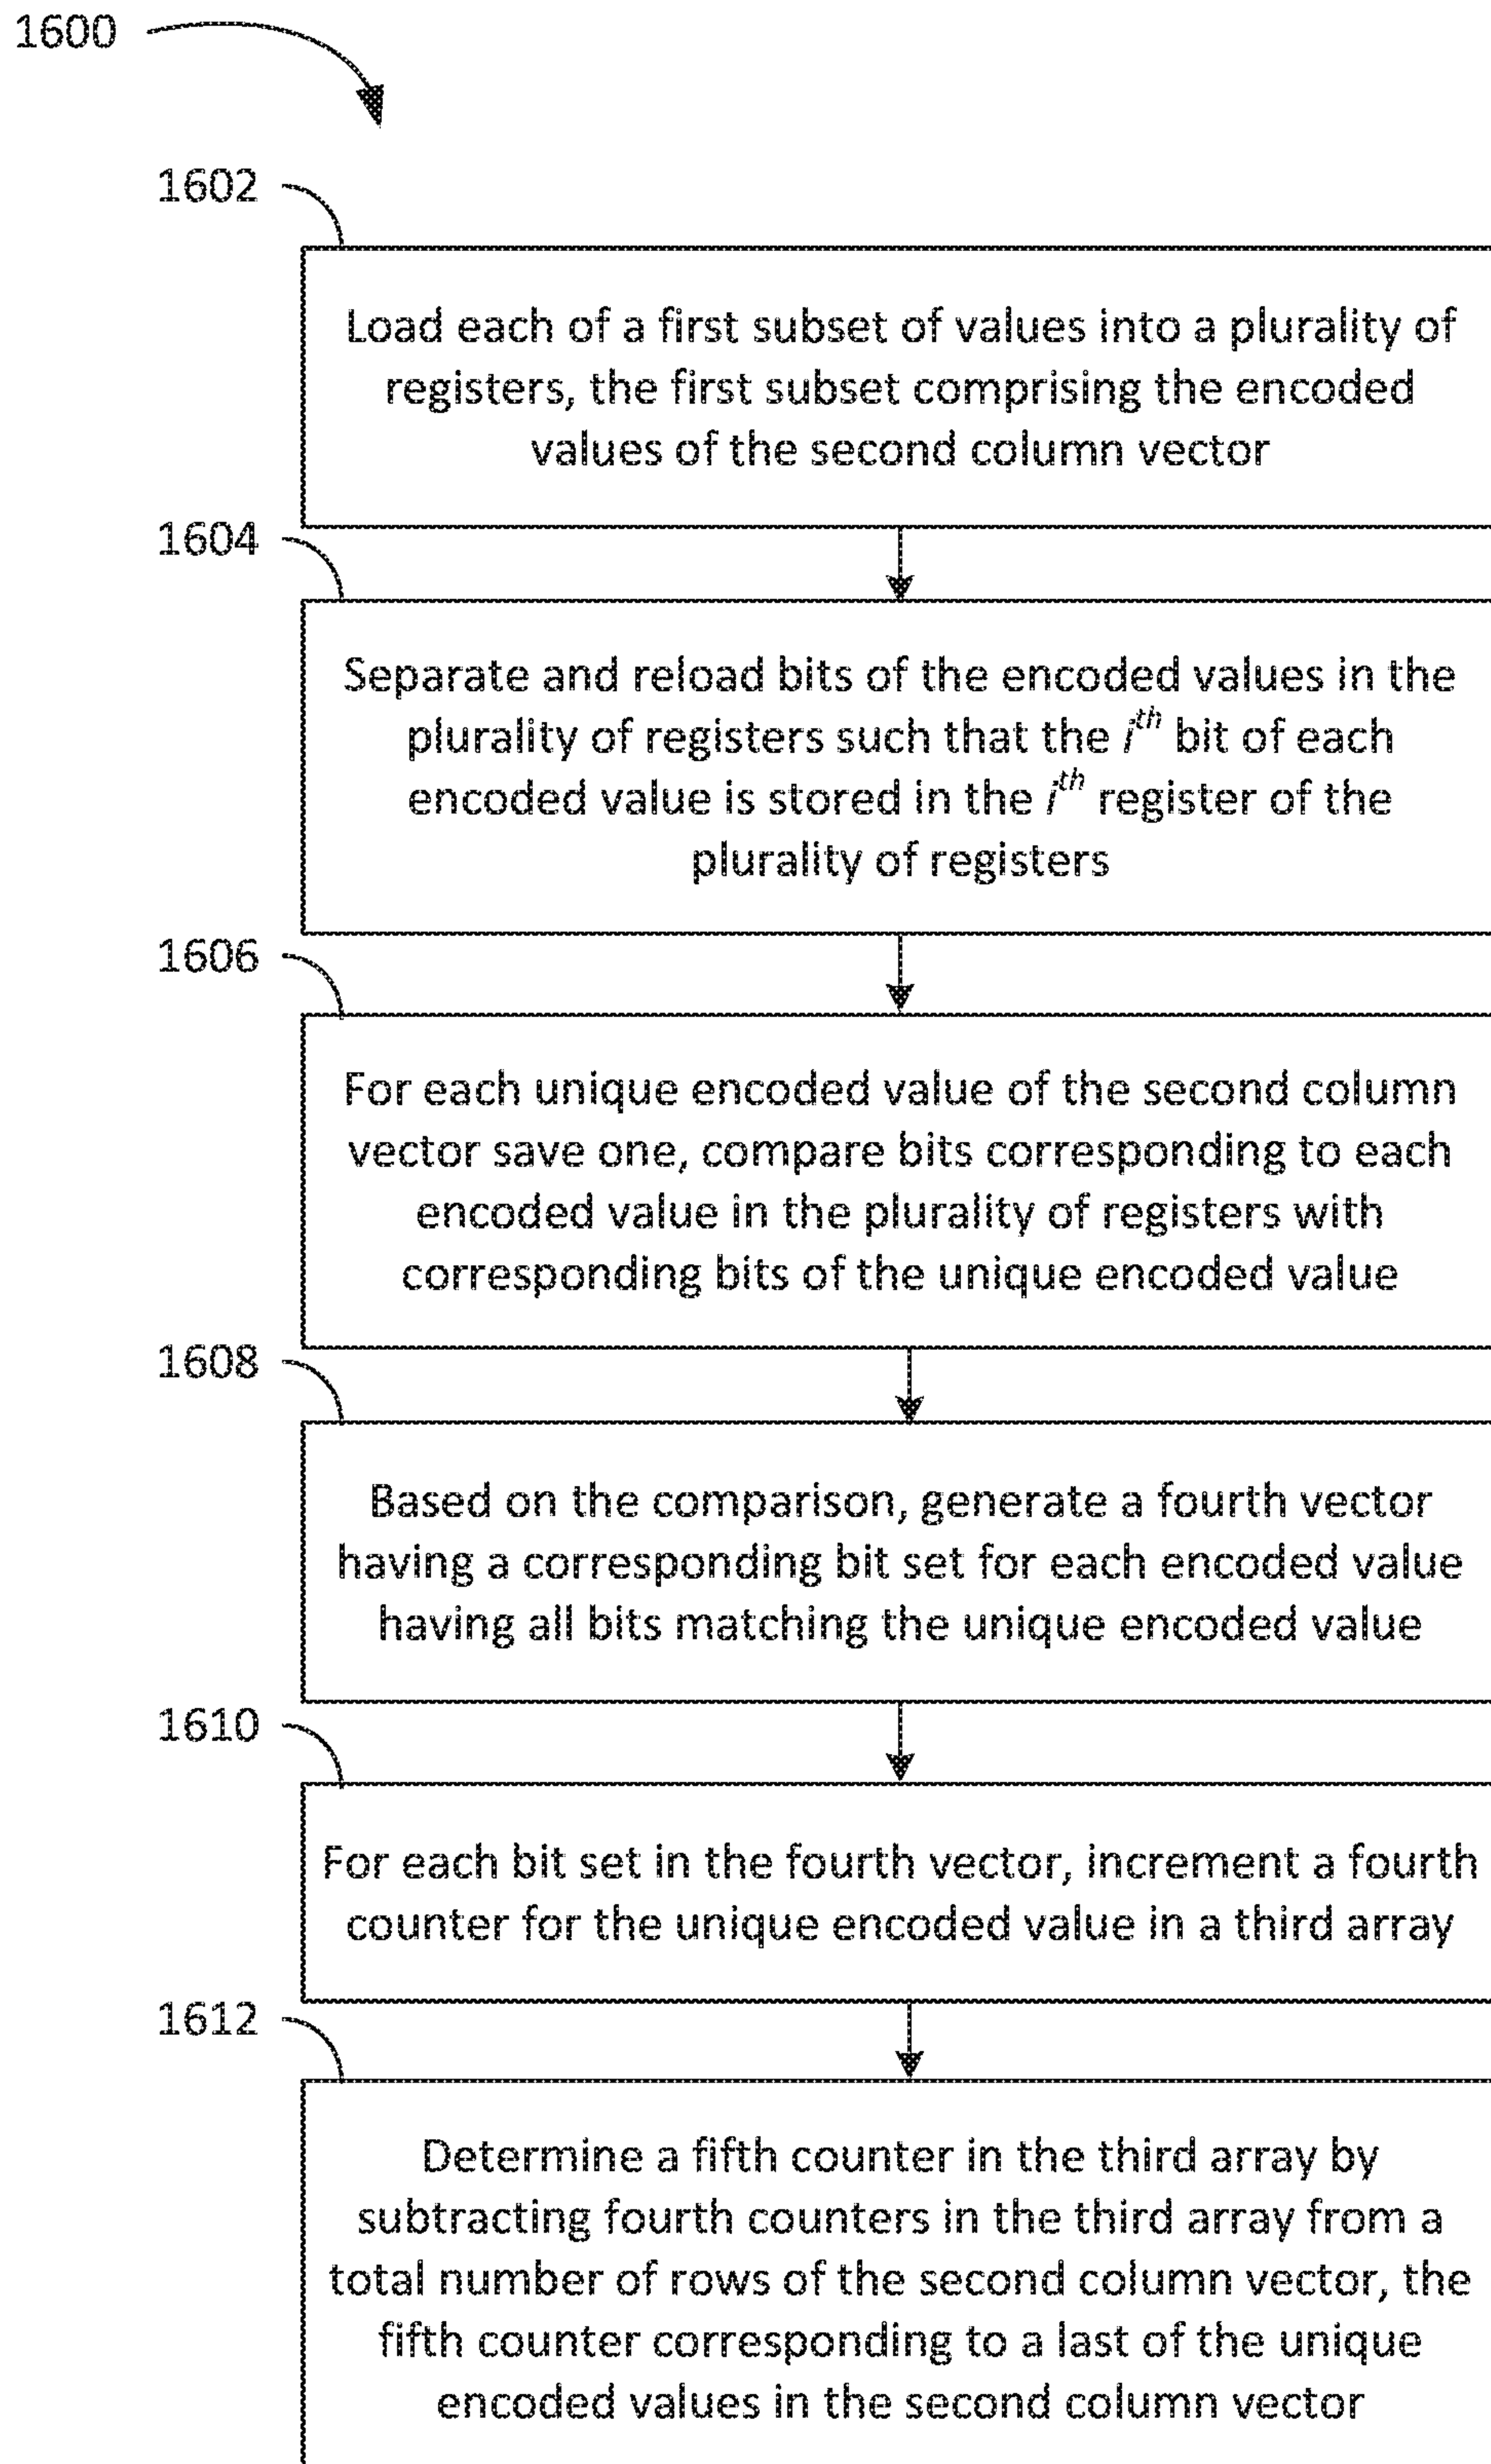 1600
1602
Load each of a first subset of values into a plurality of
registers, the first subset comprising the encoded
values of the second column vector
1604
Separate and reload bits of the encoded values in the
plurality of registers such that the i^th bit of each
encoded value is stored in the i^th register of the
plurality of registers
1606
For each unique encoded value of the second column
vector save one, compare bits corresponding to each
encoded value in the plurality of registers with
corresponding bits of the unique encoded value
1608
Based on the comparison, generate a fourth vector
having a corresponding bit set for each encoded value
having all bits matching the unique encoded value
1610
For each bit set in the fourth vector, increment a fourth
counter for the unique encoded value in a third array
1612
Determine a fifth counter in the third array by
subtracting fourth counters in the third array from a
total number of rows of the second column vector, the
fifth counter corresponding to a last of the unique
encoded values in the second column vector